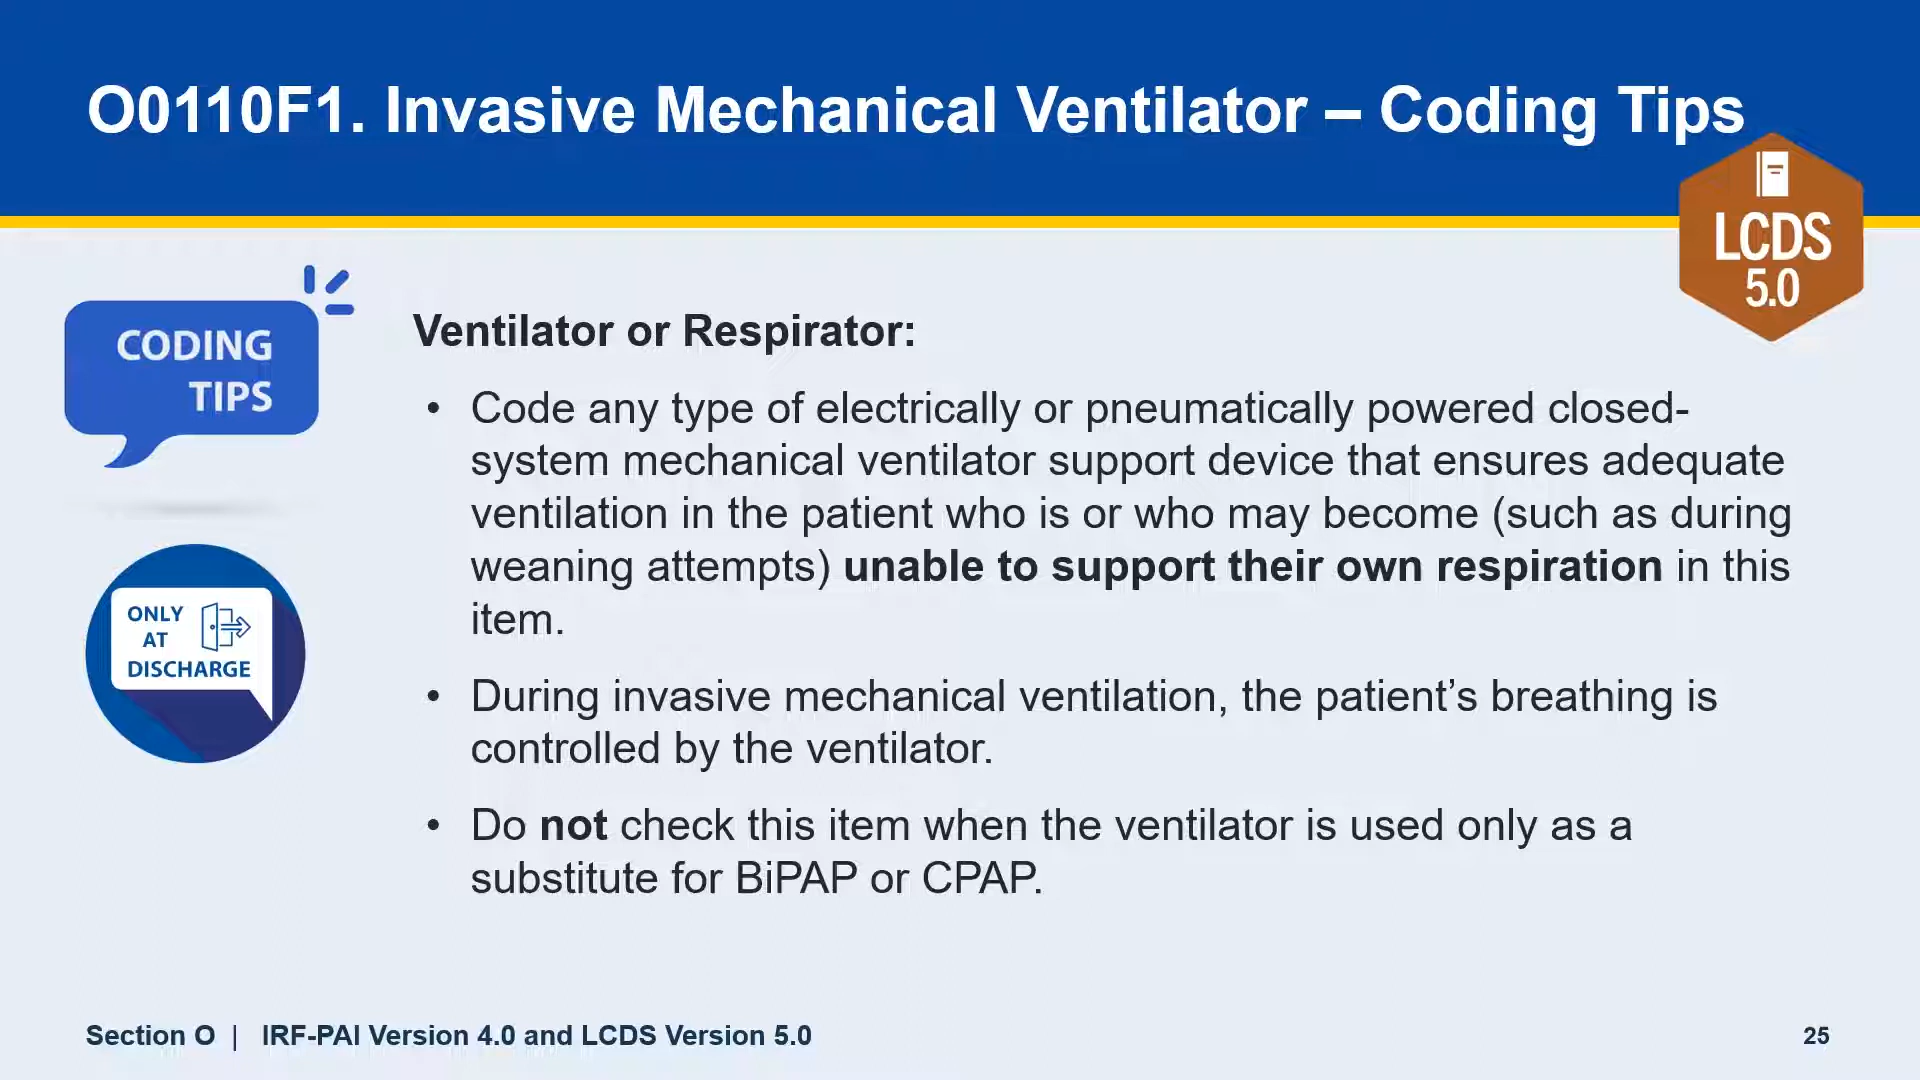 O0110F1. Invasive Mechanical Ventilator – Coding Tips
LCDS
5.0
CODING
TIPS
ONLY
AT
DISCHARGE
Ventilator or Respirator:
• Code any type of electrically or pneumatically powered closed-
system mechanical ventilator support device that ensures adequate
ventilation in the patient who is or who may become (such as during
weaning attempts) unable to support their own respiration in this
item.
• During invasive mechanical ventilation, the patient’s breathing is
controlled by the ventilator.
• Do not check this item when the ventilator is used only as a
substitute for BiPAP or CPAP.
Section O | IRF-PAI Version 4.0 and LCDS Version 5.0
25